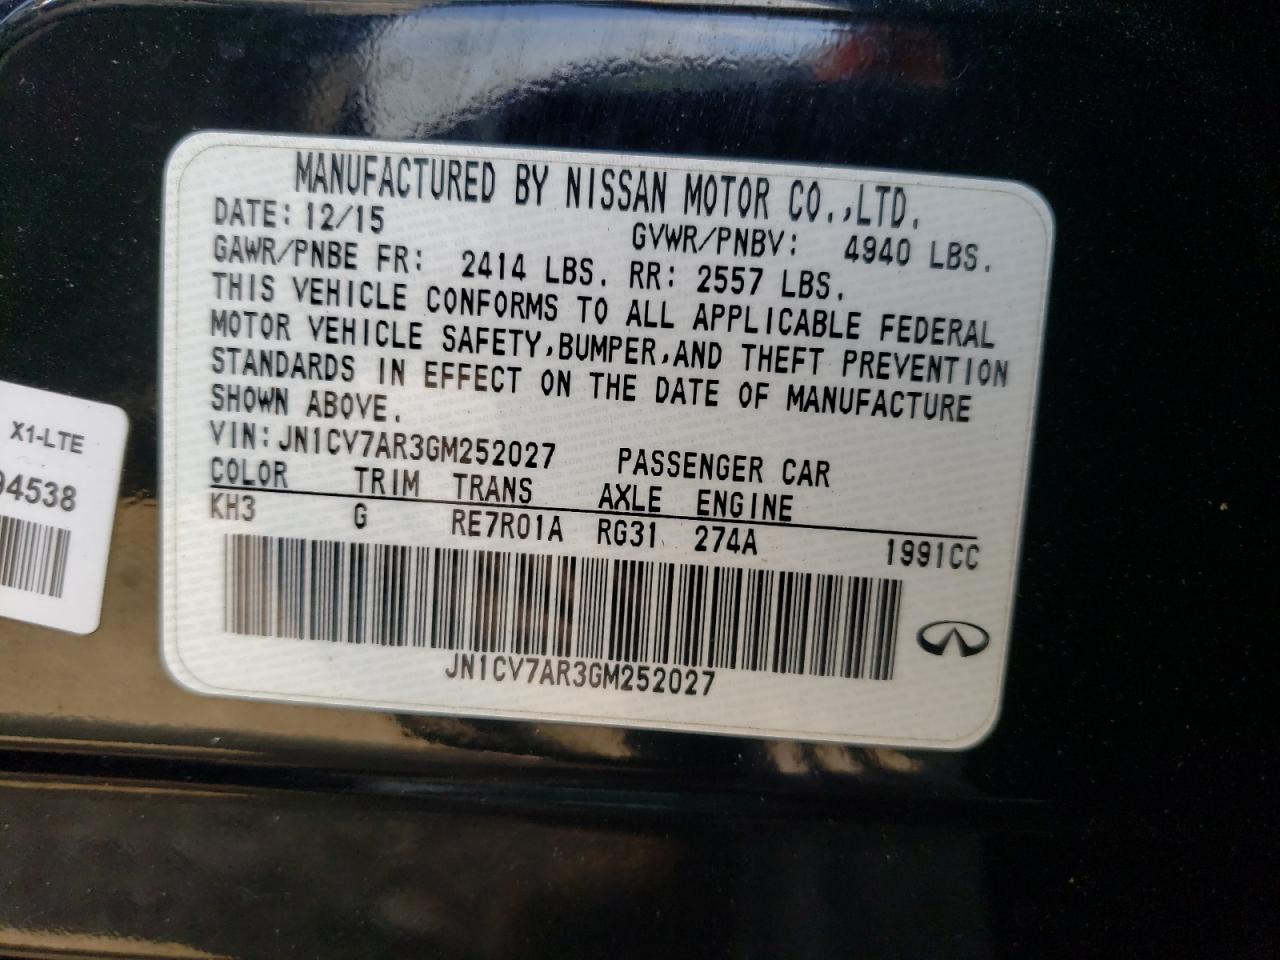 MANUFACTURED BY NISSAN MOTOR CO.,LTD.
DATE: 12/15 GVWR/PNBV: 4940 LBS.
GAWR/PNBE FR: 2414 LBS. RR: 2557 LBS.
THIS VEHICLE CONFORMS TO ALL APPLICABLE FEDERAL
MOTOR VEHICLE SAFETY,BUMPER,AND THEFT PREVENTION
STANDARDS IN EFFECT ON THE DATE OF MANUFACTURE
SHOWN ABOVE.
VIN: JN1CV7AR3GM252027 PASSENGER CAR
COLOR TRIM TRANS AXLE ENGINE
KH3 G RE7R01A RG31 274A 1991CC
JN1CV7AR3GM252027
X1-LTE
94538